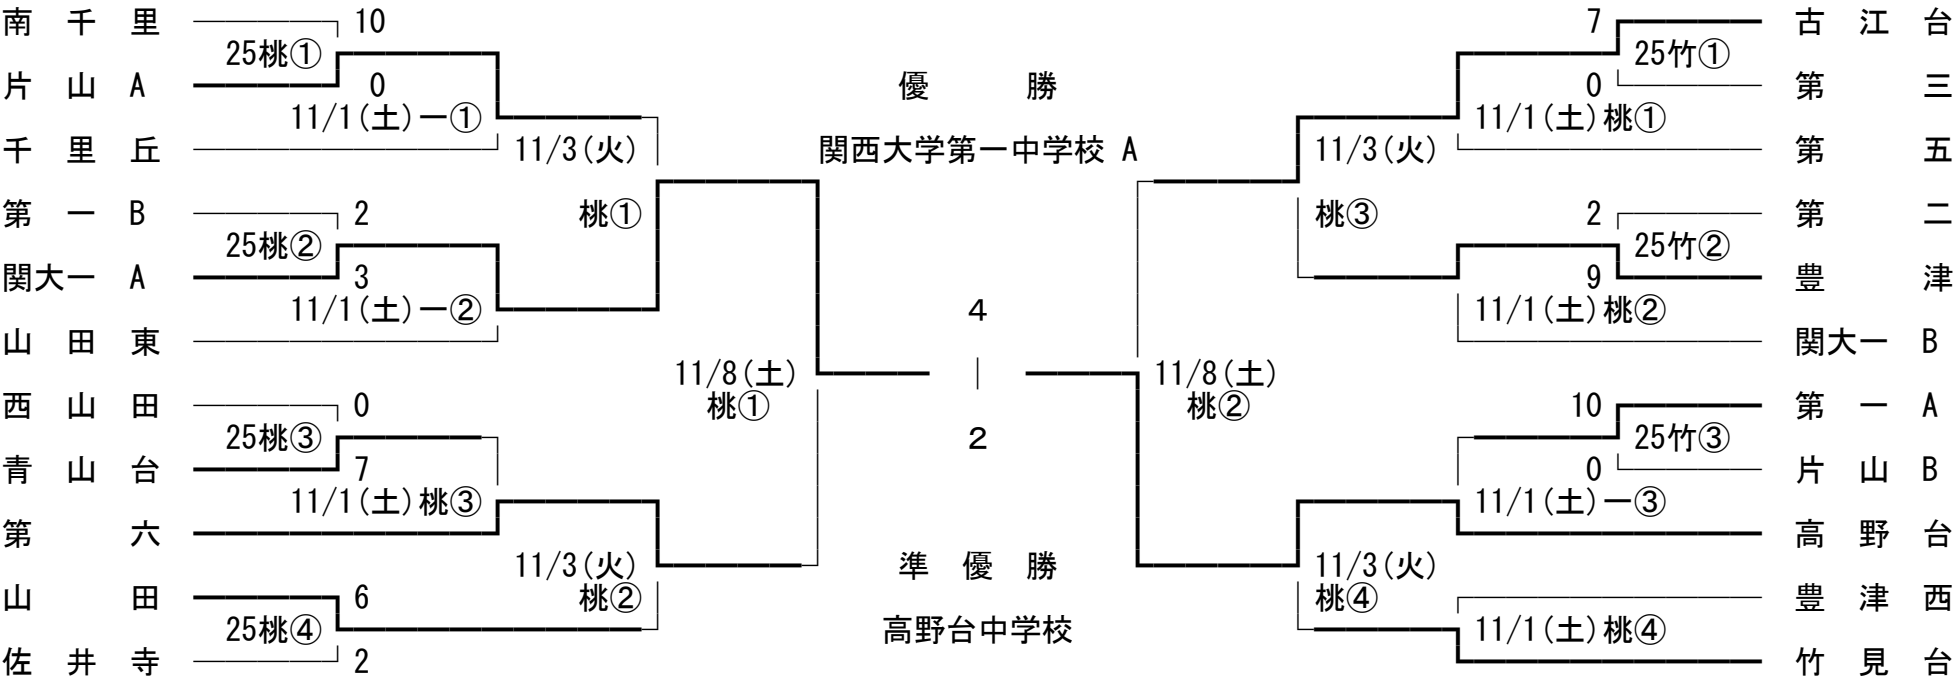 南千里 10 7 古江台
25桃① 25竹①
片山A 0 優勝 0 第三
11/1(土)一① 11/1(土)桃①
千里丘 11/3(火) 関西大学第一中学校 A 11/3(火) 第五
第一B 2 桃① 桃③ 2 第二
25桃② 25竹②
関大一A 3 9 豊津
11/1(土)一② 4 11/1(土)桃②
山田東 関大一B
11/8(土) | 11/8(土)
西山田 0 桃① 桃② 10 第一A
25桃③ 2 25竹③
青山台 7 0 片山B
11/1(土)桃③ 11/1(土)一③
第六 高野台
11/3(火) 準優勝 11/3(火)
山田 6 桃② 桃④ 豊津西
25桃④ 高野台中学校 11/1(土)桃④
佐井寺 2 竹見台